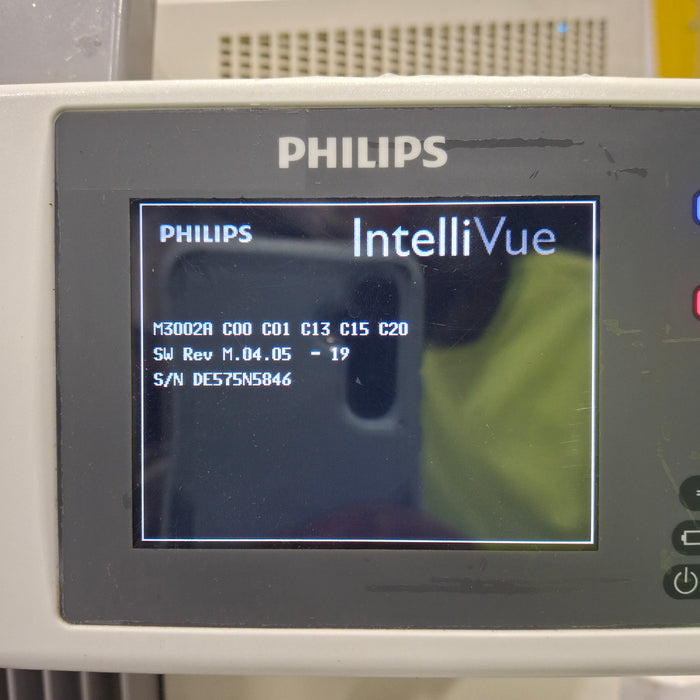 PHILIPS
PHILIPS IntelliVue
M3002A C00 C01 C13 C15 C20
SW Rev M.04.05 - 19
S/N DE575N5846